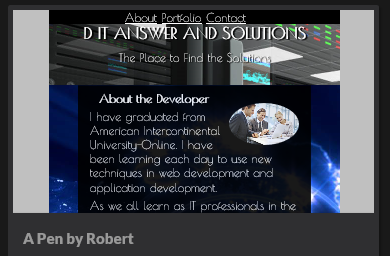 About Portfolio Contact
D IT ANSWER AND SOLUTIONS
The Place to Find the Solutions
About the Developer
I have graduated from
American Intercontinental
University-Online. I have
been learning each day to use new
techniques in web development and
application development.
As we all learn as IT professionals in the
A Pen by Robert